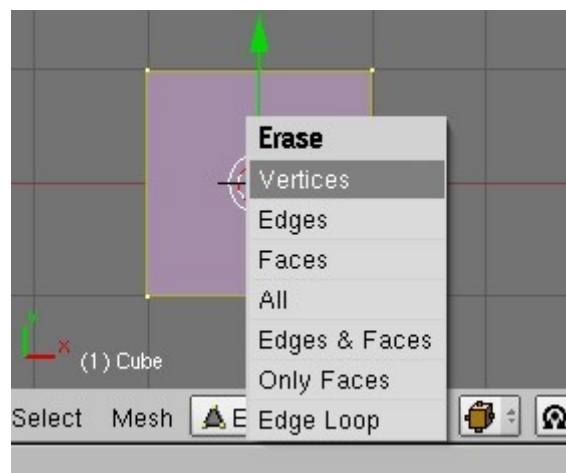 Erase
Vertices
Edges
Faces
All
Edges & Faces
Only Faces
Edge Loop
x
(1) Cube
Select Mesh E